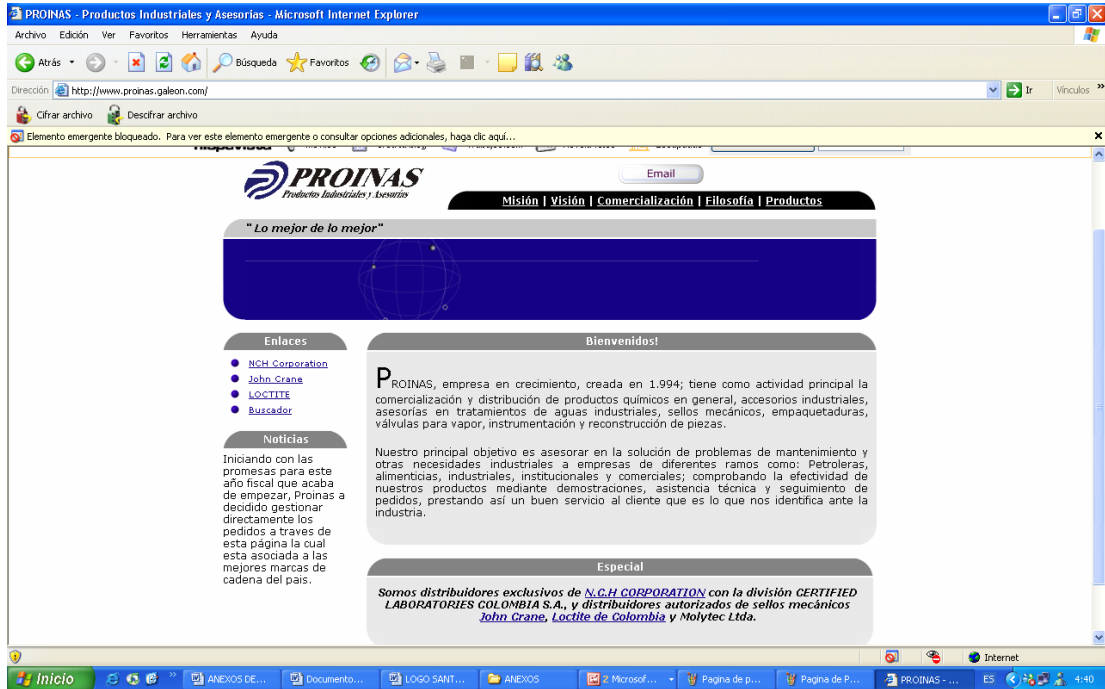 PROINAS - Productos Industriales y Asesorias - Microsoft Internet Explorer
Archivo Edición Ver Favoritos Herramientas Ayuda
Atrás Búsqueda Favoritos
Dirección http://www.proinas.galeon.com/ Ir Vínculos »
Cifrar archivo Descifrar archivo
Elemento emergente bloqueado. Para ver este elemento emergente o consultar opciones adicionales, haga clic aquí...
PROINAS
Productos Industriales y Asesorías
Email
Misión | Visión | Comercialización | Filosofía | Productos
" Lo mejor de lo mejor"
Enlaces
NCH Corporation
John Crane
LOCTITE
Buscador
Noticias
Iniciando con las
promesas para este
año fiscal que acaba
de empezar, Proinas a
decidido gestionar
directamente los
pedidos a traves de
esta página la cual
esta asociada a las
mejores marcas de
cadena del pais.
Bienvenidos!
PROINAS, empresa en crecimiento, creada en 1.994; tiene como actividad principal la
comercialización y distribución de productos químicos en general, accesorios industriales,
asesorías en tratamientos de aguas industriales, sellos mecánicos, empaquetaduras,
válvulas para vapor, instrumentación y reconstrucción de piezas.
Nuestro principal objetivo es asesorar en la solución de problemas de mantenimiento y
otras necesidades industriales a empresas de diferentes ramos como: Petroleras,
alimenticias, industriales, institucionales y comerciales; comprobando la efectividad de
nuestros productos mediante demostraciones, asistencia técnica y seguimiento de
pedidos, prestando así un buen servicio al cliente que es lo que nos identifica ante la
industria.
Especial
Somos distribuidores exclusivos de N.C.H CORPORATION con la división CERTIFIED
LABORATORIES COLOMBIA S.A., y distribuidores autorizados de sellos mecánicos
John Crane, Loctite de Colombia y Molytec Ltda.
Internet
Inicio » ANEXOS DE... Documento... LOGO SANT... ANEXOS 2 Microsof... Pagina de p... Pagina de P... PROINAS - ... ES 4:40